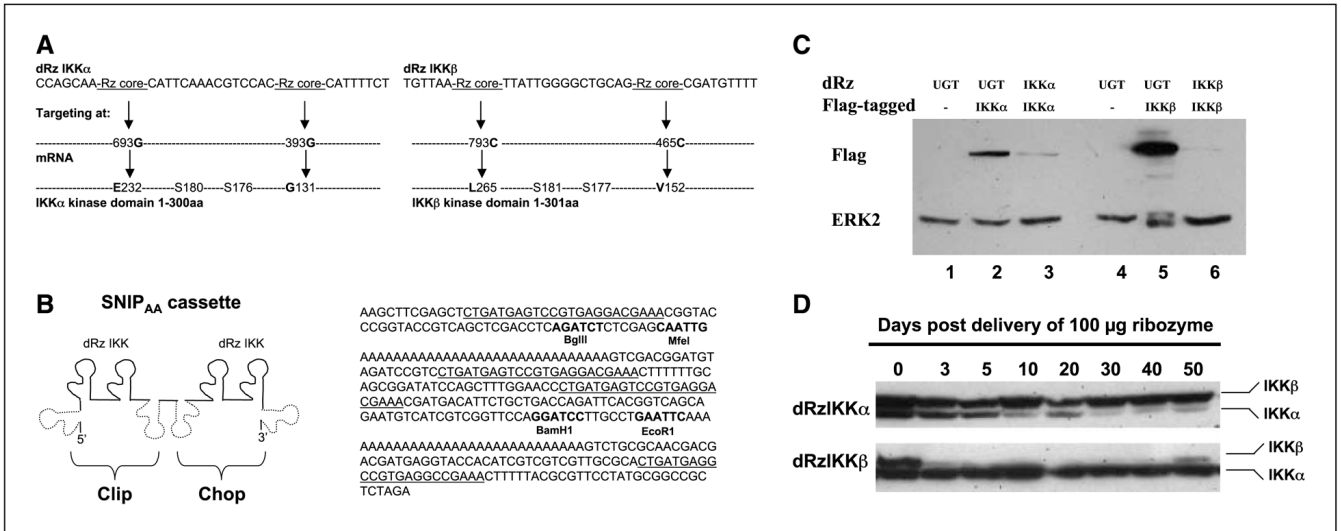 A
dRz IKKα
CCAGCAA-Rz core-CATTCAAACGTCCAC-Rz core-CATTTTCT
Targeting at:
693G 393G
mRNA
E232 S180 S176 G131
IKKα kinase domain 1-300aa
dRz IKKβ
TGTTAA-Rz core-TTATTGGGGCTGCAG-Rz core-CGATGTTTT
793C 465C
L265 S181 S177 V152
IKKβ kinase domain 1-301aa
B
SNIPAA cassette
dRz IKK dRz IKK
5' 3'
Clip Chop
AAGCTTCGAGCTCTGATGAGTCCGTGAGGACGAAACGGTAC
CCGGTACCGTCAGCTCGACCTCAGATCTCTCGAGCAATTG
BglII MfeI
AAAAAAAAAAAAAAAAAAAAAAAAAAAAAAGTCGACGGATGT
AGATCCGTCCTGATGAGTCCGTGAGGACGAAACTTTTTTGC
AGCGGATATCCAGCTTTGGAACCCTGATGAGTCCGTGAGGA
CGAAACGATGACATTCTGCTGACCAGATTCACGGTCAGCA
GAATGTCATCGTCGGTTCCAGGATCCTTGCCTGAATTCAAA
BamH1 EcoR1
AAAAAAAAAAAAAAAAAAAAAAAAAAAGTCTGCGCAACGACG
ACGATGAGGTACCACATCGTCGTCGTTGCGCACTGATGAGG
CCGTGAGGCCGAAACTTTTTACGCGTTCCTATGCGGCCGC
TCTAGA
C
dRz UGT UGT IKKα UGT UGT IKKβ
Flag-tagged - IKKα IKKα - IKKβ IKKβ
Flag
ERK2
1 2 3 4 5 6
D
Days post delivery of 100 µg ribozyme
0 3 5 10 20 30 40 50
dRzIKKα
IKKβ
IKKα
dRzIKKβ
IKKβ
IKKα